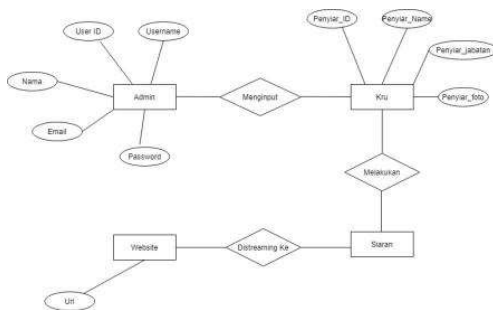 Penyiar_ID
Penyiar_Name
User ID
Username
Penyiar_jabatan
Nama
Admin
Menginput
Kru
Penyiar_foto
Email
Password
Melakukan
Website
Distreaming Ke
Siaran
Url